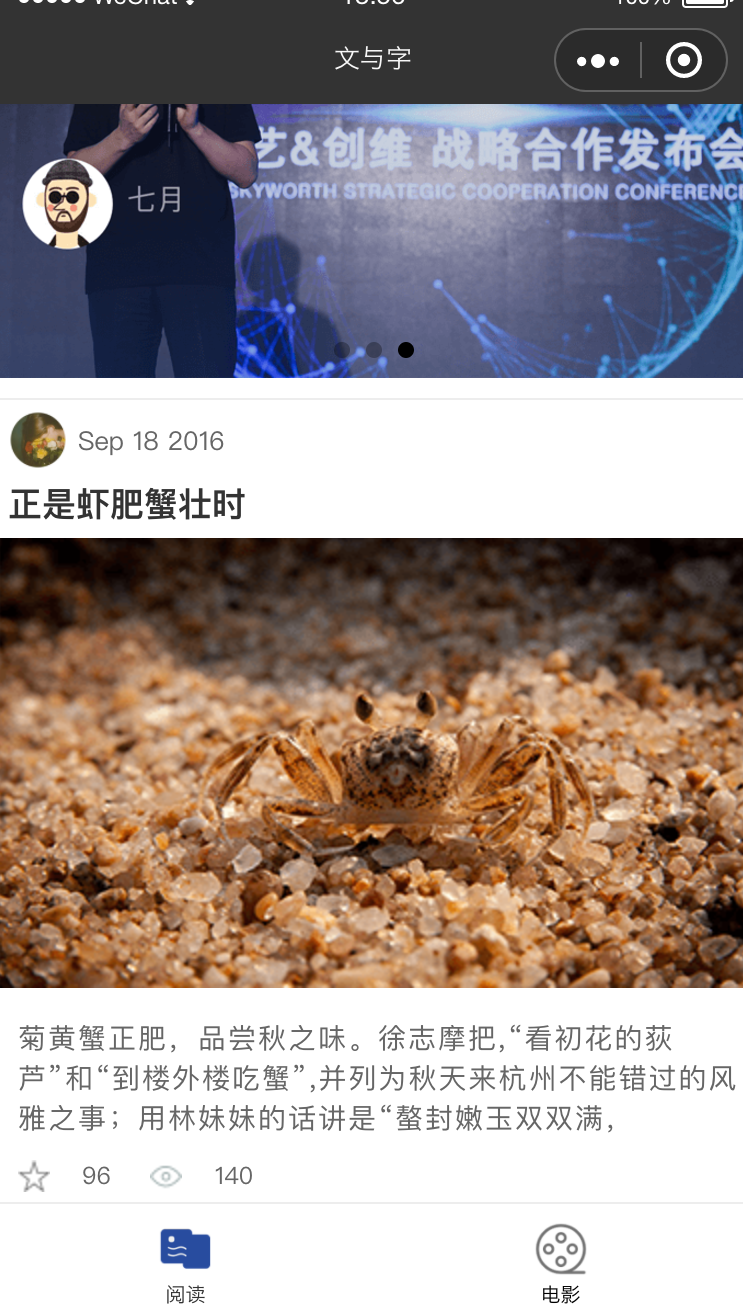 WeChat
100%
文与字
艺&创维 战略合作发布会
SKYWORTH STRATEGIC COOPERATION CONFERENCE
七月
Sep 18 2016
正是虾肥蟹壮时
菊黄蟹正肥，品尝秋之味。徐志摩把,“看初花的荻
芦”和“到楼外楼吃蟹”,并列为秋天来杭州不能错过的风
雅之事；用林妹妹的话讲是“螯封嫩玉双双满，
96
140
阅读
电影